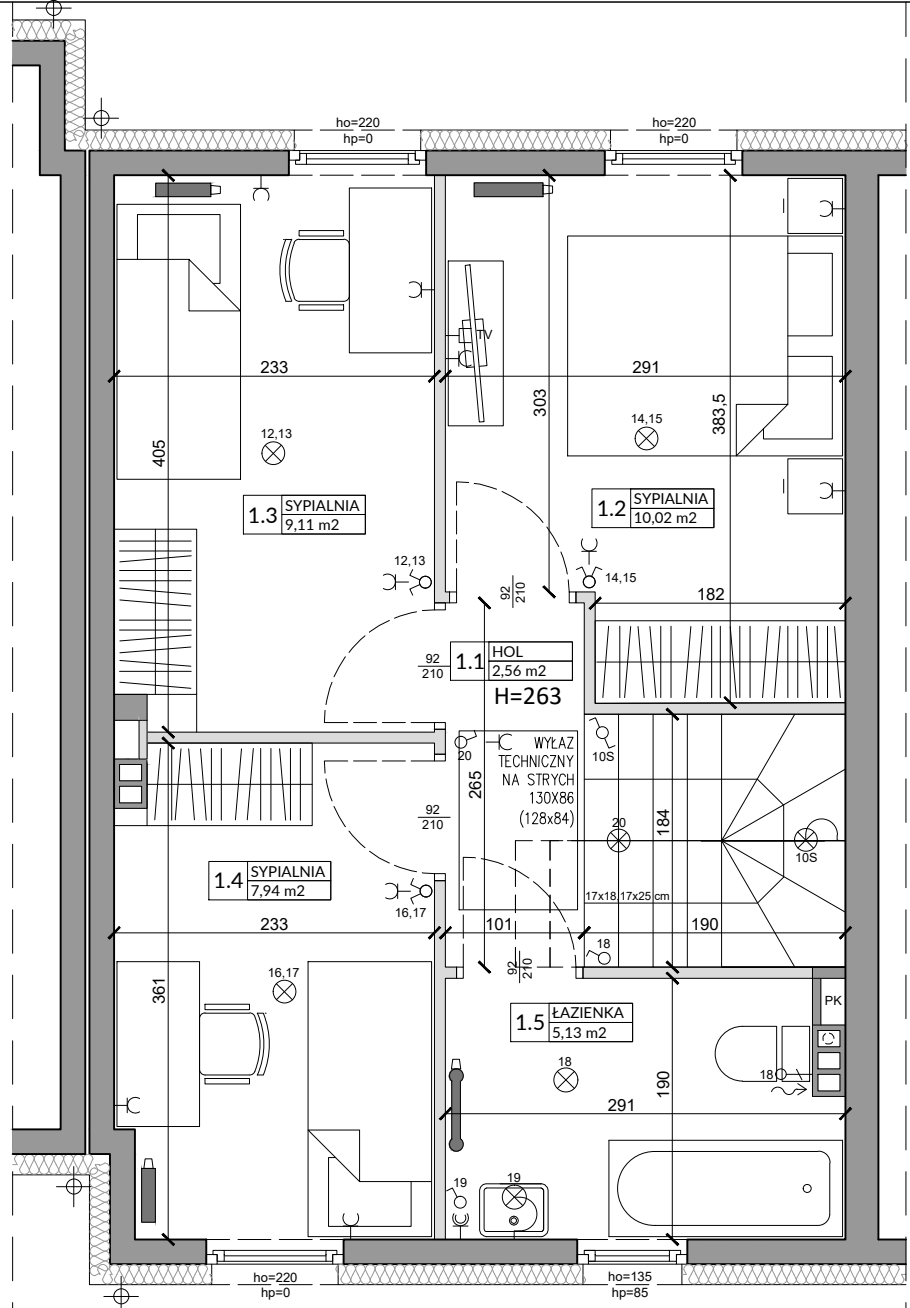 ho=220
hp=0
ho=220
hp=0
TV
233
291
303
383,5
405
12,13
14,15
1.3 SYPIALNIA
9,11 m2
1.2 SYPIALNIA
10,02 m2
12,13
14,15
92
210
182
92
210
1.1 HOL
2,56 m2
H=263
20
WYŁAZ
TECHNICZNY
NA STRYCH
130X86
(128x84)
10S
265
184
92
210
20
10S
1.4 SYPIALNIA
7,94 m2
16,17
17x18,17x25 cm
233
101
190
18
92
210
361
16,17
1.5 ŁAZIENKA
5,13 m2
PK
18
18
190
291
19
19
ho=220
hp=0
ho=135
hp=85